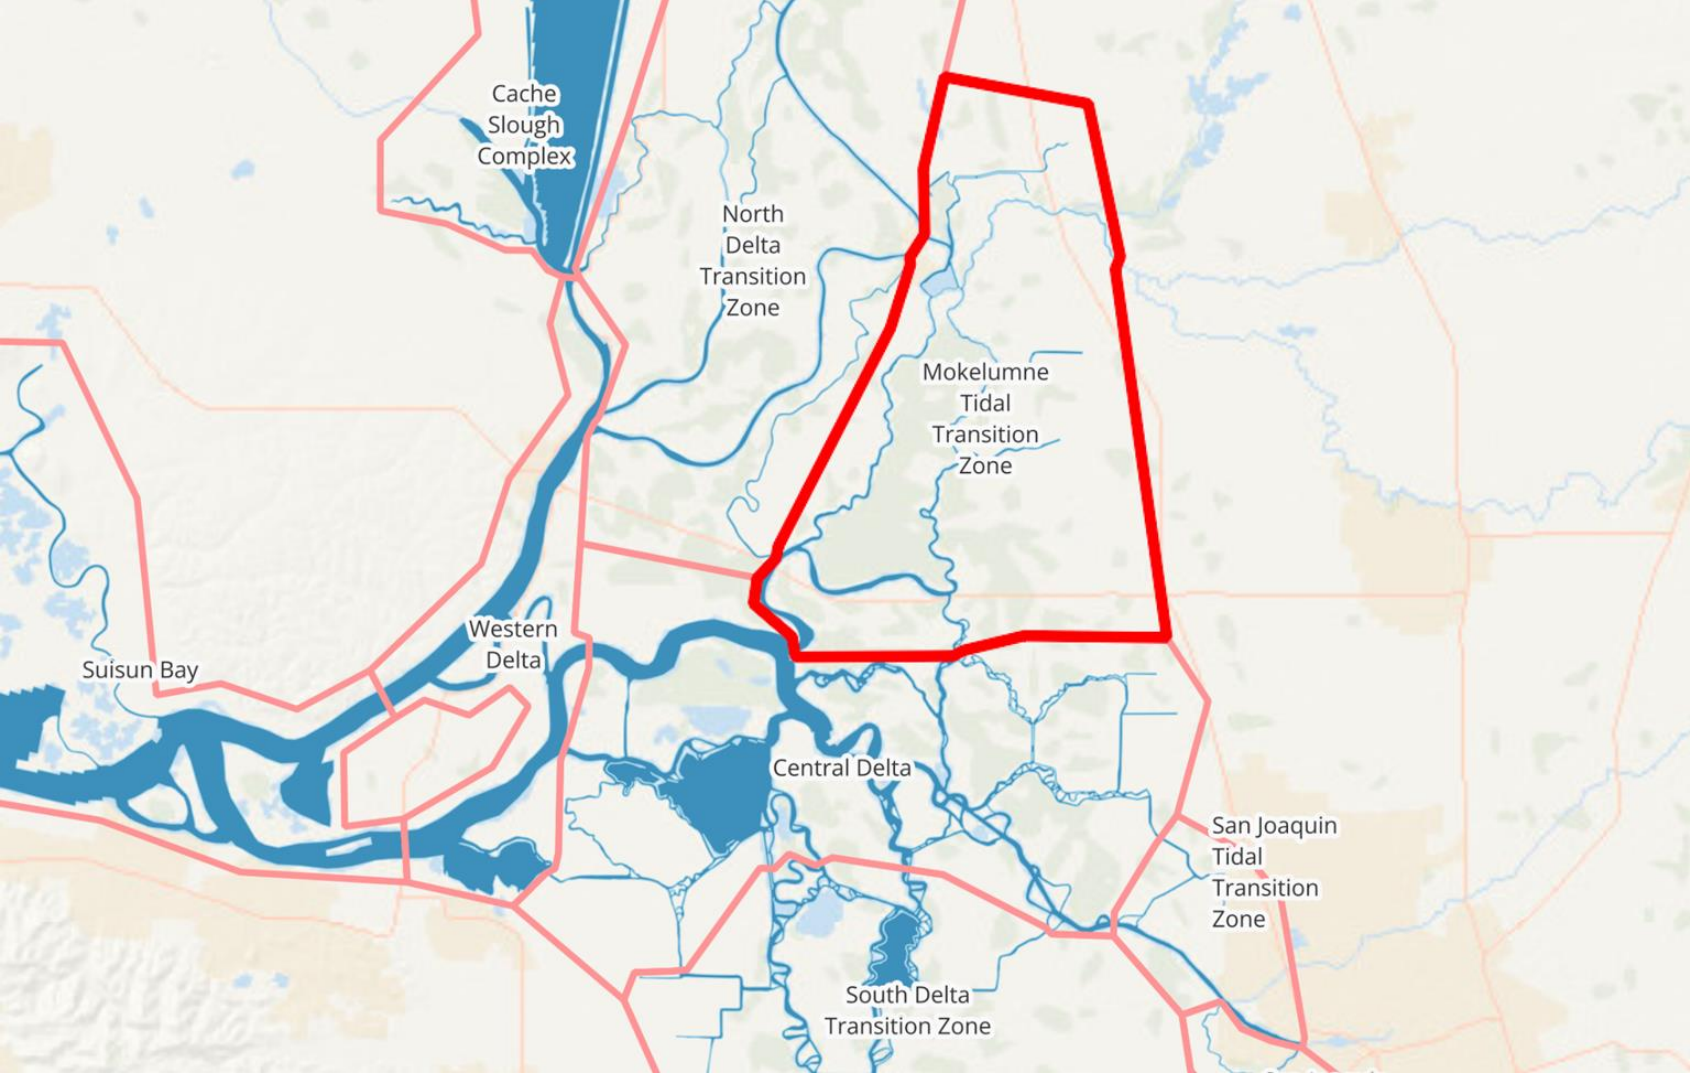 Cache
Slough
Complex
North
Delta
Transition
Zone
Mokelumne
Tidal
Transition
Zone
Western
Delta
Suisun Bay
Central Delta
San Joaquin
Tidal
Transition
Zone
South Delta
Transition Zone